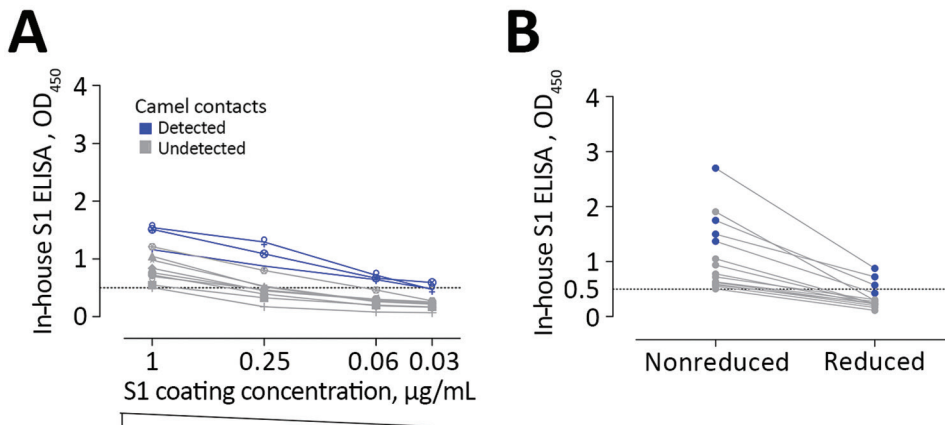 A
In-house S1 ELISA , OD450
4
3
2
1
0
Camel contacts
Detected
Undetected
1 0.25 0.06 0.03
S1 coating concentration, µg/mL
B
In-house S1 ELISA , OD450
4
3
2
1
0.5
0
Nonreduced Reduced